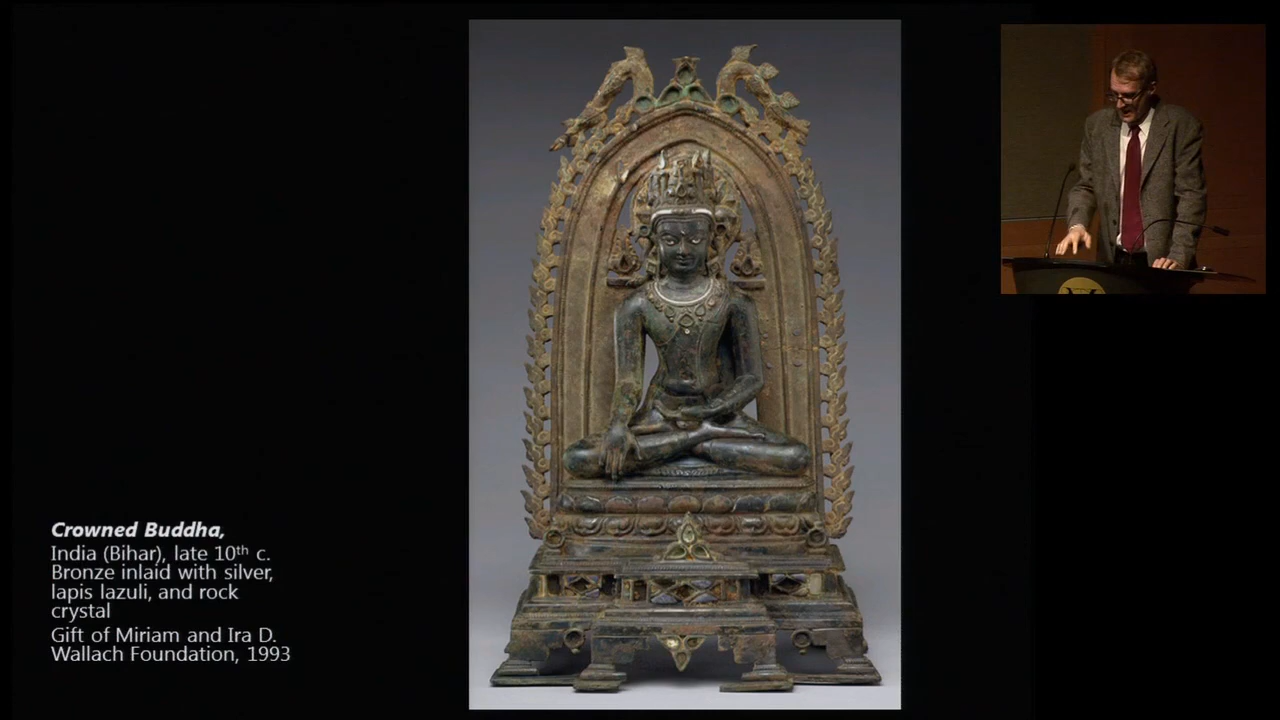 Crowned Buddha,
India (Bihar), late 10th c.
Bronze inlaid with silver,
lapis lazuli, and rock
crystal
Gift of Miriam and Ira D.
Wallach Foundation, 1993